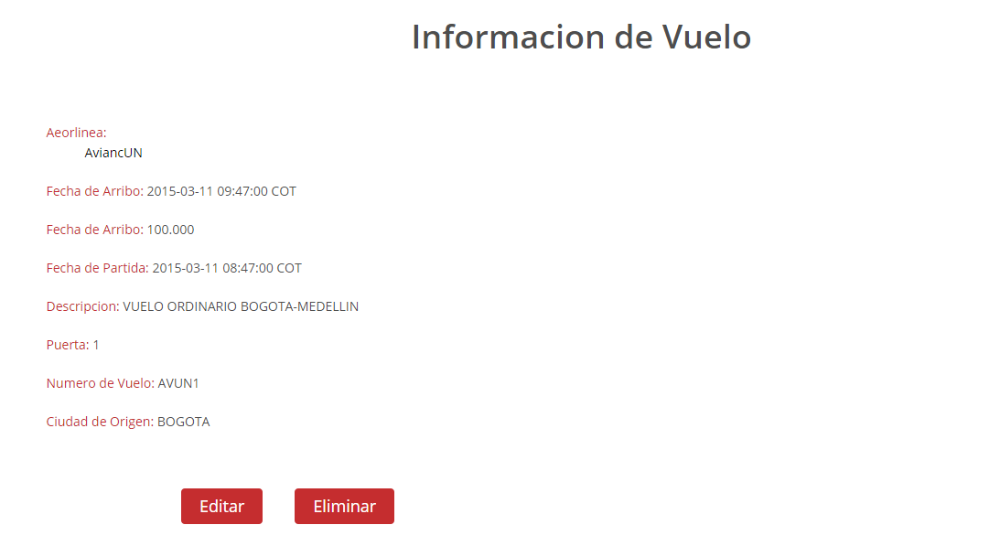 Informacion de Vuelo
Aeorlinea:
AviancUN
Fecha de Arribo: 2015-03-11 09:47:00 COT
Fecha de Arribo: 100.000
Fecha de Partida: 2015-03-11 08:47:00 COT
Descripcion: VUELO ORDINARIO BOGOTA-MEDELLIN
Puerta: 1
Numero de Vuelo: AVUN1
Ciudad de Origen: BOGOTA
Editar Eliminar